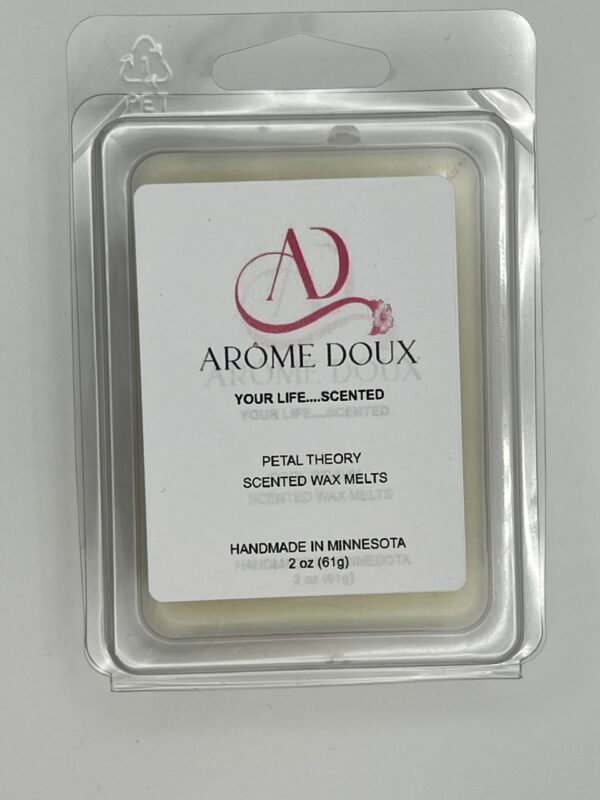 1
PET
AD
ARÔME DOUX
YOUR LIFE....SCENTED
PETAL THEORY
SCENTED WAX MELTS
HANDMADE IN MINNESOTA
2 oz (61g)